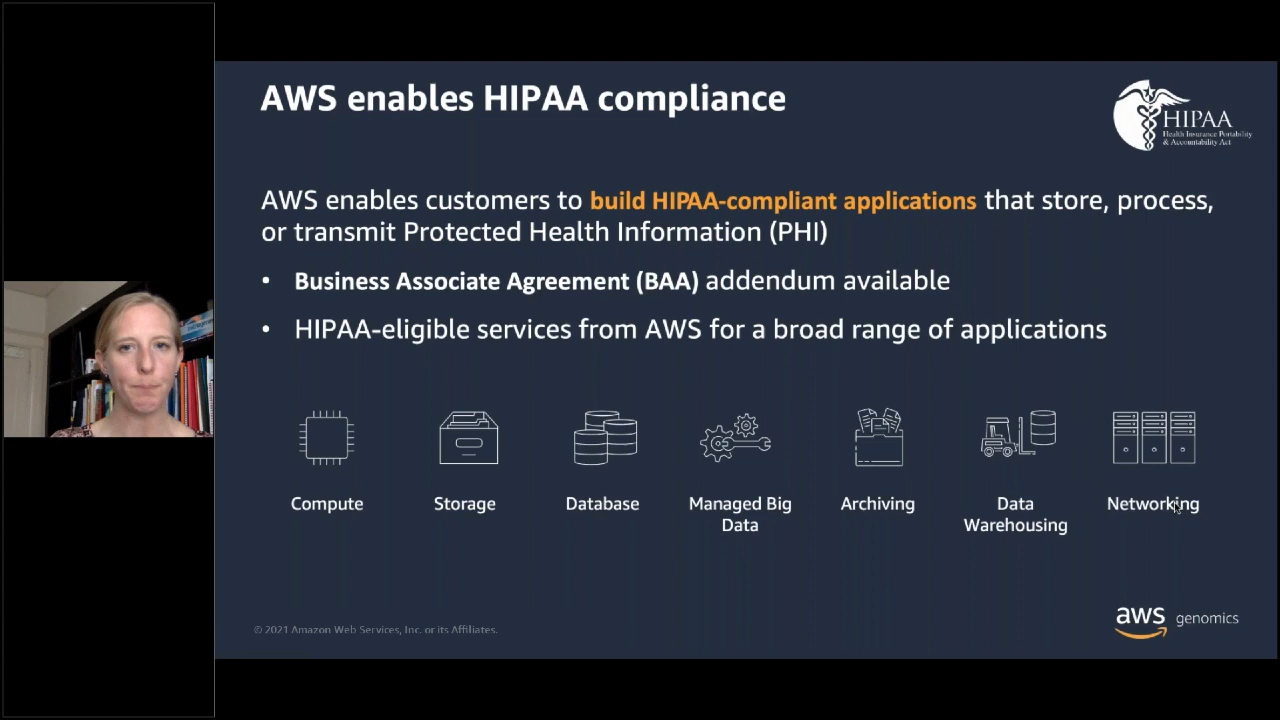 AWS enables HIPAA compliance
HIPAA
Health Insurance Portability
& Accountability Act
AWS enables customers to build HIPAA-compliant applications that store, process,
or transmit Protected Health Information (PHI)
• Business Associate Agreement (BAA) addendum available
• HIPAA-eligible services from AWS for a broad range of applications
Compute
Storage
Database
Managed Big
Data
Archiving
Data
Warehousing
Networking
© 2021 Amazon Web Services, Inc. or its Affiliates.
aws genomics